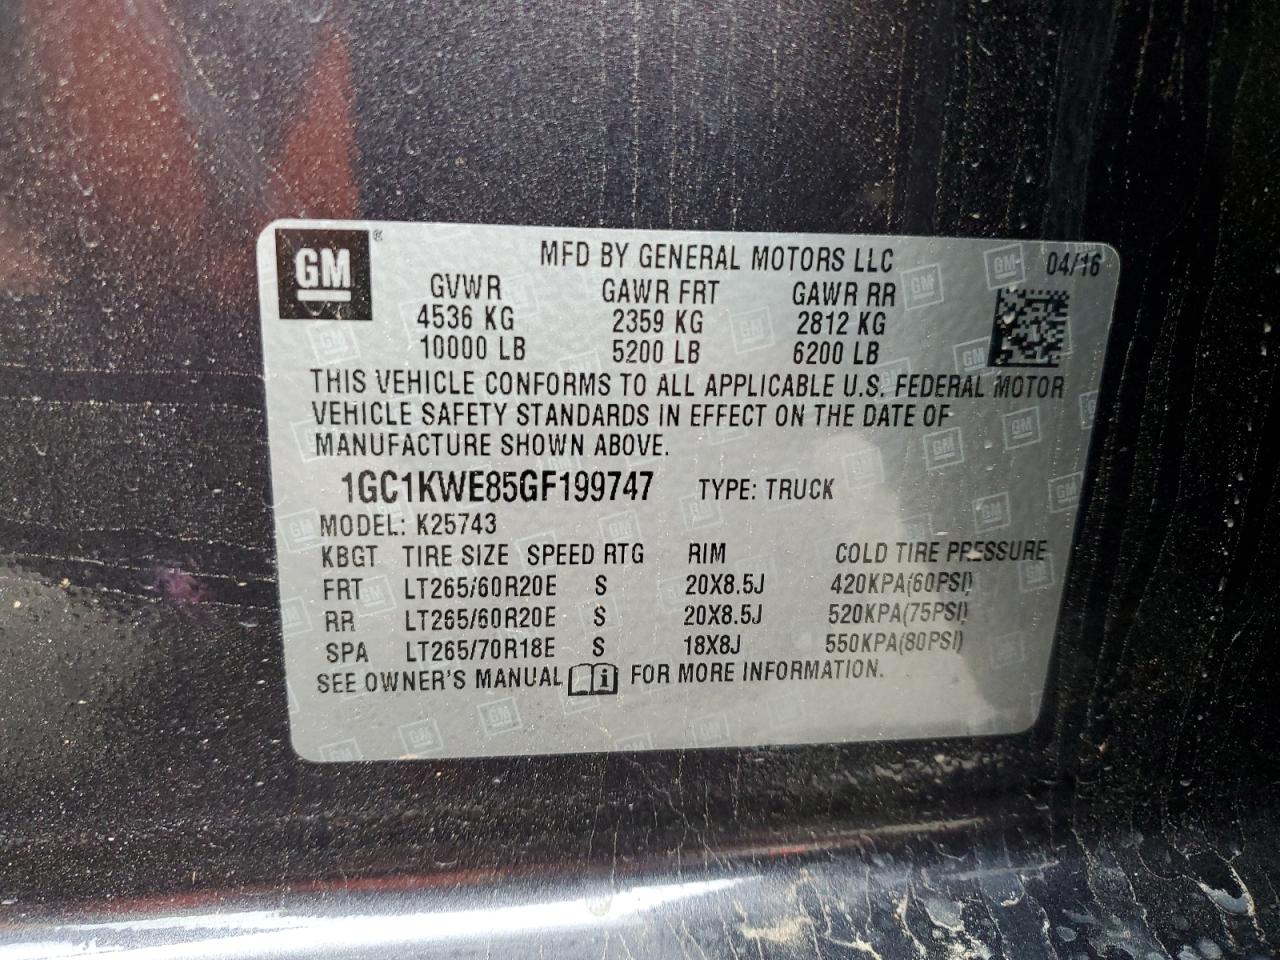 GM®
MFD BY GENERAL MOTORS LLC 04/16
GVWR GAWR FRT GAWR RR
4536 KG 2359 KG 2812 KG
10000 LB 5200 LB 6200 LB
THIS VEHICLE CONFORMS TO ALL APPLICABLE U.S. FEDERAL MOTOR
VEHICLE SAFETY STANDARDS IN EFFECT ON THE DATE OF
MANUFACTURE SHOWN ABOVE.
1GC1KWE85GF199747 TYPE: TRUCK
MODEL: K25743
KBGT TIRE SIZE SPEED RTG RIM COLD TIRE PRESSURE
FRT LT265/60R20E S 20X8.5J 420KPA(60PSI)
RR LT265/60R20E S 20X8.5J 520KPA(75PSI)
SPA LT265/70R18E S 18X8J 550KPA(80PSI)
SEE OWNER'S MANUAL i FOR MORE INFORMATION.